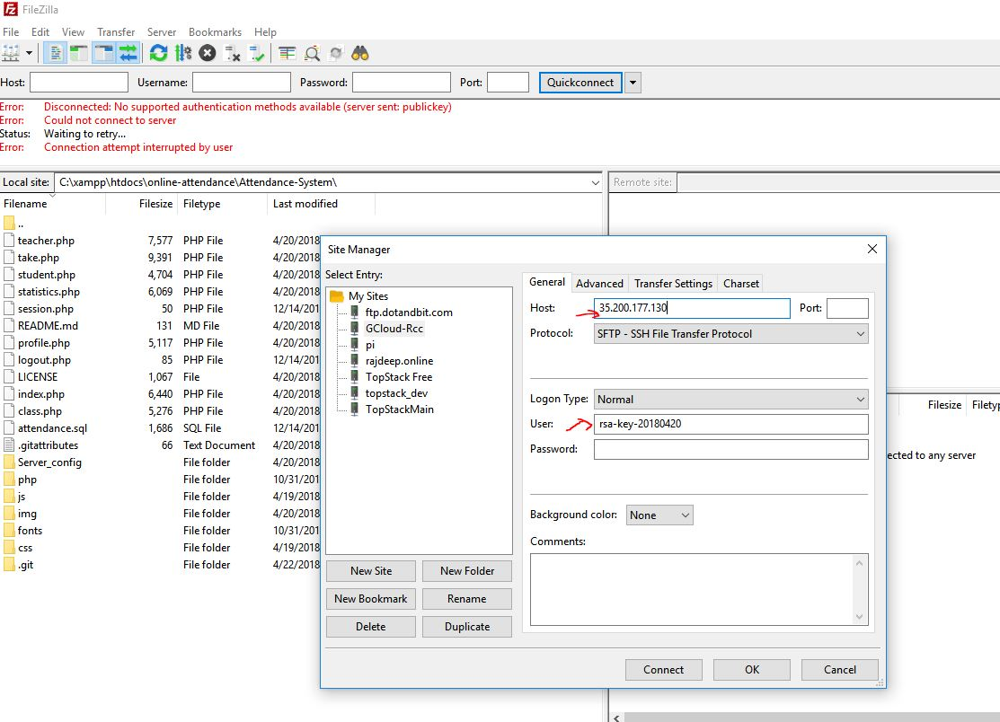 FileZilla
File Edit View Transfer Server Bookmarks Help
Host: Username: Password: Port: Quickconnect
Error: Disconnected: No supported authentication methods available (server sent: publickey)
Error: Could not connect to server
Status: Waiting to retry...
Error: Connection attempt interrupted by user
Local site: C:\xampp\htdocs\online-attendance\Attendance-System\
Remote site:
Filename Filesize Filetype Last modified
..
teacher.php 7,577 PHP File 4/20/2018
take.php 9,391 PHP File 4/20/2018
student.php 4,704 PHP File 4/20/2018
statistics.php 6,069 PHP File 4/20/2018
session.php 50 PHP File 12/14/201
README.md 131 MD File 4/20/2018
profile.php 5,117 PHP File 4/20/2018
logout.php 85 PHP File 12/14/201
LICENSE 1,067 File 4/20/2018
index.php 6,440 PHP File 4/20/2018
class.php 5,276 PHP File 4/20/2018
attendance.sql 1,686 SQL File 12/14/201
.gitattributes 66 Text Document 4/20/2018
Server_config File folder 4/20/2018
php File folder 10/31/201
js File folder 4/19/2018
img File folder 4/20/2018
fonts File folder 10/31/201
css File folder 4/19/2018
.git File folder 4/22/2018
Site Manager
Select Entry:
My Sites
ftp.dotandbit.com
GCloud-Rcc
pi
rajdeep.online
TopStack Free
topstack_dev
TopStackMain
New Site New Folder
New Bookmark Rename
Delete Duplicate
General Advanced Transfer Settings Charset
Host: 35.200.177.130 Port:
Protocol: SFTP - SSH File Transfer Protocol
Logon Type: Normal
User: rsa-key-20180420
Password:
Background color: None
Comments:
Connect OK Cancel
Filesize Filetyp
ected to any server